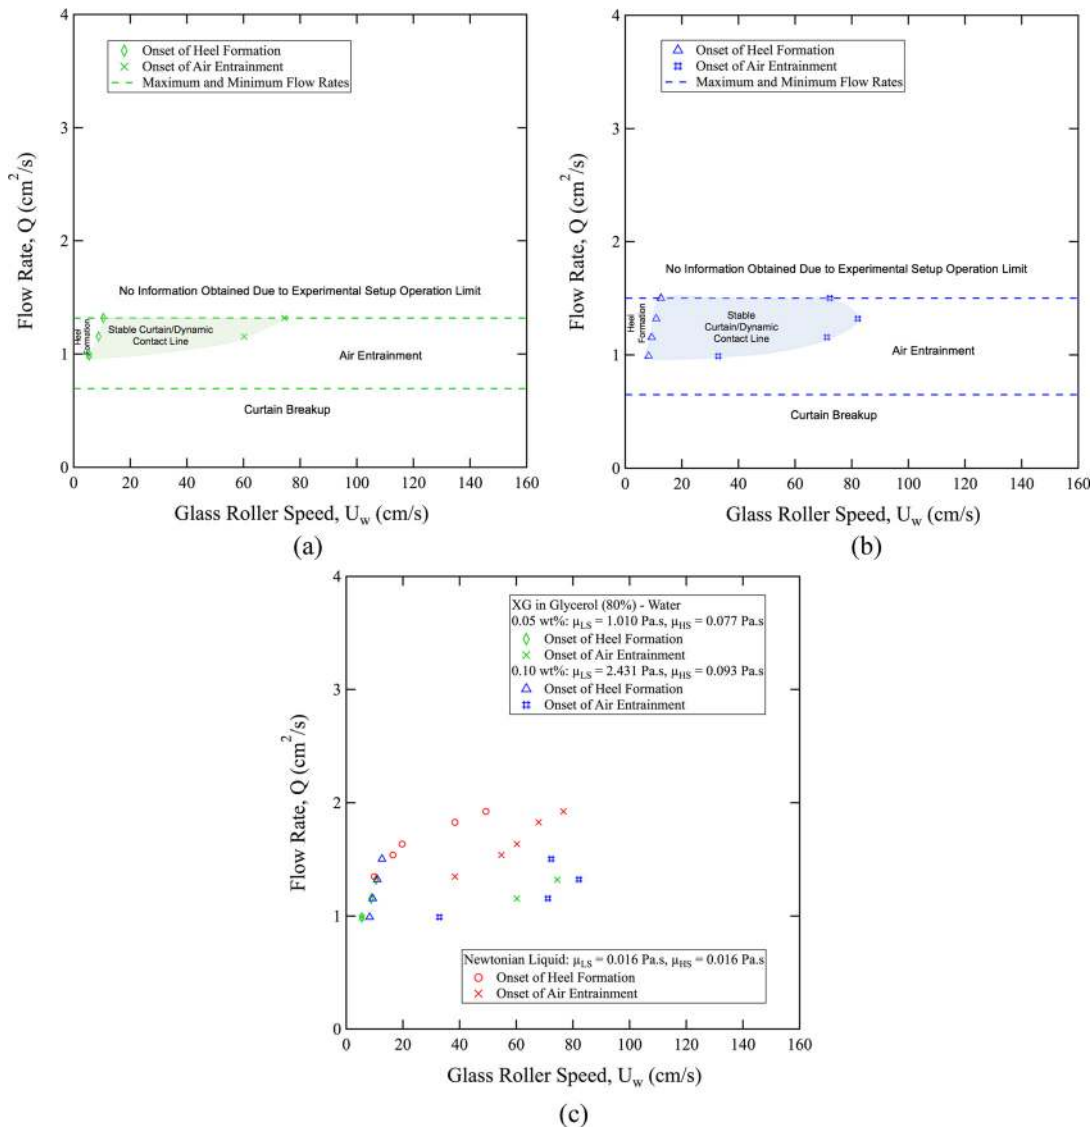 4
3
2
1
0
Flow Rate, Q (cm²/s)
Onset of Heel Formation
Onset of Air Entrainment
Maximum and Minimum Flow Rates
No Information Obtained Due to Experimental Setup Operation Limit
Heel
Formation
Stable Curtain/Dynamic
Contact Line
Air Entrainment
Curtain Breakup
0 20 40 60 80 100 120 140 160
Glass Roller Speed, U_w (cm/s)
(a)
4
3
2
1
0
Flow Rate, Q (cm²/s)
Onset of Heel Formation
Onset of Air Entrainment
Maximum and Minimum Flow Rates
No Information Obtained Due to Experimental Setup Operation Limit
Heel
Formation
Stable
Curtain/Dynamic
Contact Line
Air Entrainment
Curtain Breakup
0 20 40 60 80 100 120 140 160
Glass Roller Speed, U_w (cm/s)
(b)
4
3
2
1
0
Flow Rate, Q (cm²/s)
XG in Glycerol (80%) - Water
0.05 wt%: μ_LS = 1.010 Pa.s, μ_HS = 0.077 Pa.s
Onset of Heel Formation
Onset of Air Entrainment
0.10 wt%: μ_LS = 2.431 Pa.s, μ_HS = 0.093 Pa.s
Onset of Heel Formation
Onset of Air Entrainment
Newtonian Liquid: μ_LS = 0.016 Pa.s, μ_HS = 0.016 Pa.s
Onset of Heel Formation
Onset of Air Entrainment
0 20 40 60 80 100 120 140 160
Glass Roller Speed, U_w (cm/s)
(c)